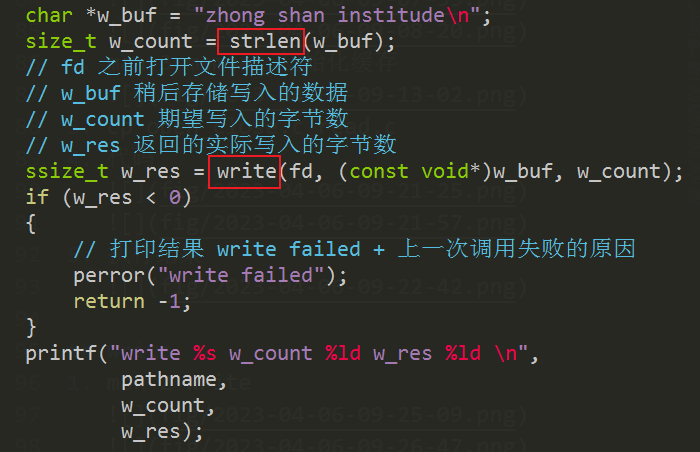 char *w_buf = "zhong shan institude\n";
size_t w_count = strlen(w_buf);
// fd 之前打开文件描述符
// w_buf 稍后存储写入的数据
// w_count 期望写入的字节数
// w_res 返回的实际写入的字节数
ssize_t w_res = write(fd, (const void*)w_buf, w_count);
if (w_res < 0)
{
    // 打印结果 write failed + 上一次调用失败的原因
    perror("write failed");
    return -1;
}
printf("write %s w_count %ld w_res %ld \n",
        pathname,
        w_count,
        w_res);